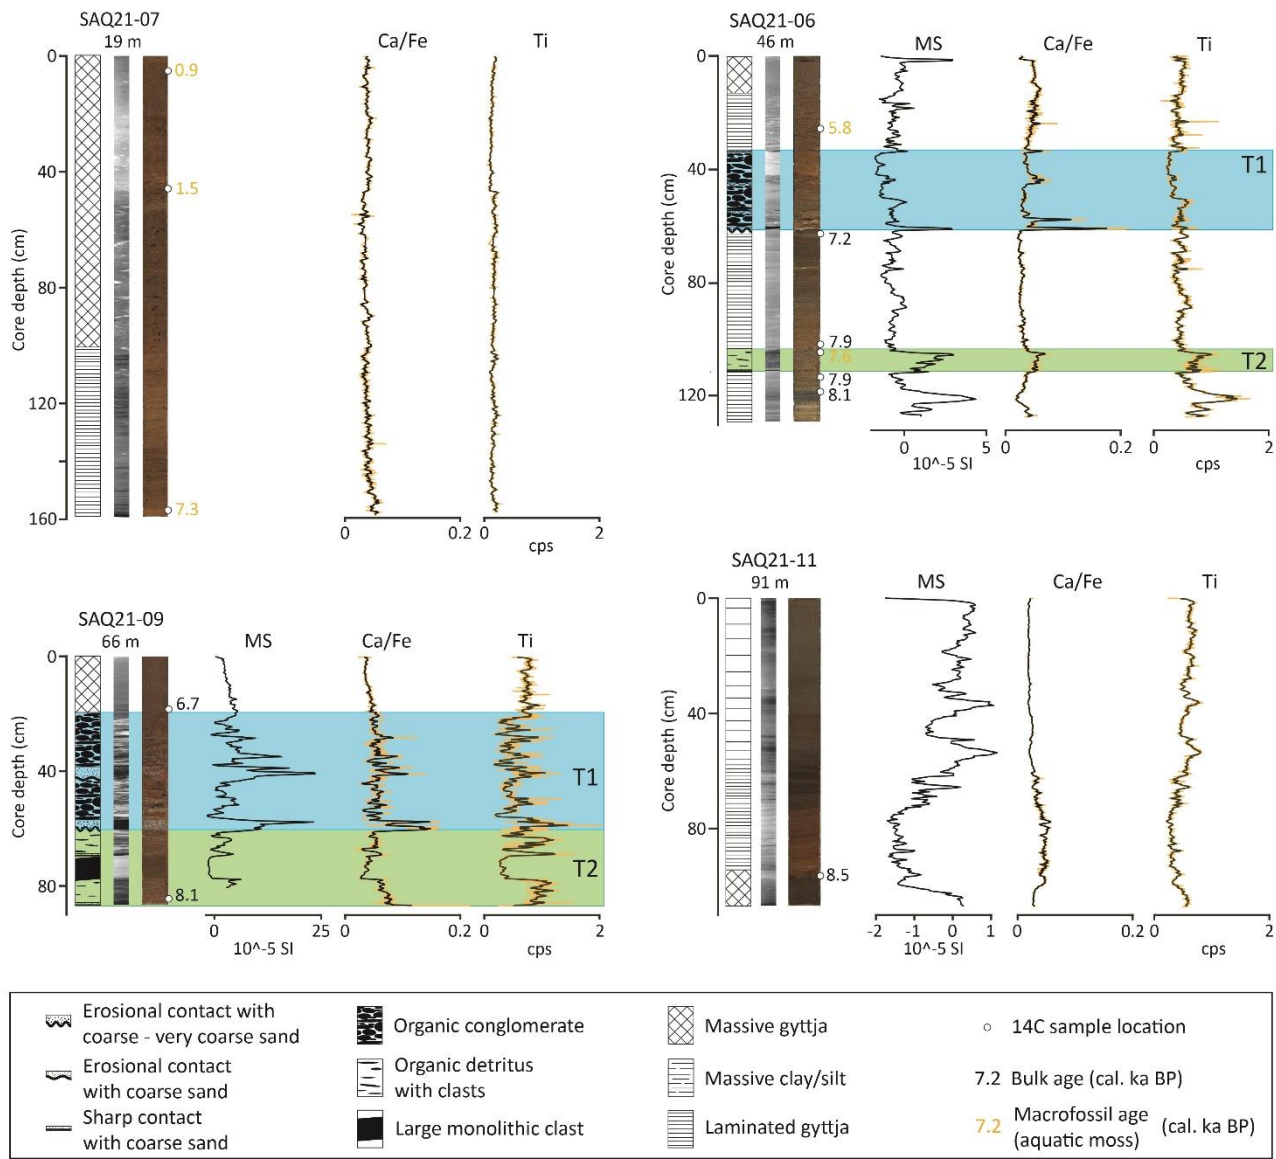 SAQ21-07
19 m
Ca/Fe
Ti
0
40
80
120
160
Core depth (cm)
0.9
1.5
7.3
0
0.2
0
2
cps
SAQ21-06
46 m
MS
Ca/Fe
Ti
0
40
80
120
Core depth (cm)
5.8
7.2
7.9
7.6
7.9
8.1
T1
T2
0
5
10^-5 SI
0
0.2
0
2
cps
SAQ21-09
66 m
MS
Ca/Fe
Ti
0
40
80
Core depth (cm)
6.7
8.1
T1
T2
0
25
10^-5 SI
0
0.2
0
2
cps
SAQ21-11
91 m
MS
Ca/Fe
Ti
0
40
80
Core depth (cm)
8.5
-2
-1
0
1
10^-5 SI
0
0.2
0
2
cps
Erosional contact with
coarse - very coarse sand
Erosional contact
with coarse sand
Sharp contact
with coarse sand
Organic conglomerate
Organic detritus
with clasts
Large monolithic clast
Massive gyttja
Massive clay/silt
Laminated gyttja
14C sample location
7.2 Bulk age (cal. ka BP)
7.2 Macrofossil age (cal. ka BP)
(aquatic moss)